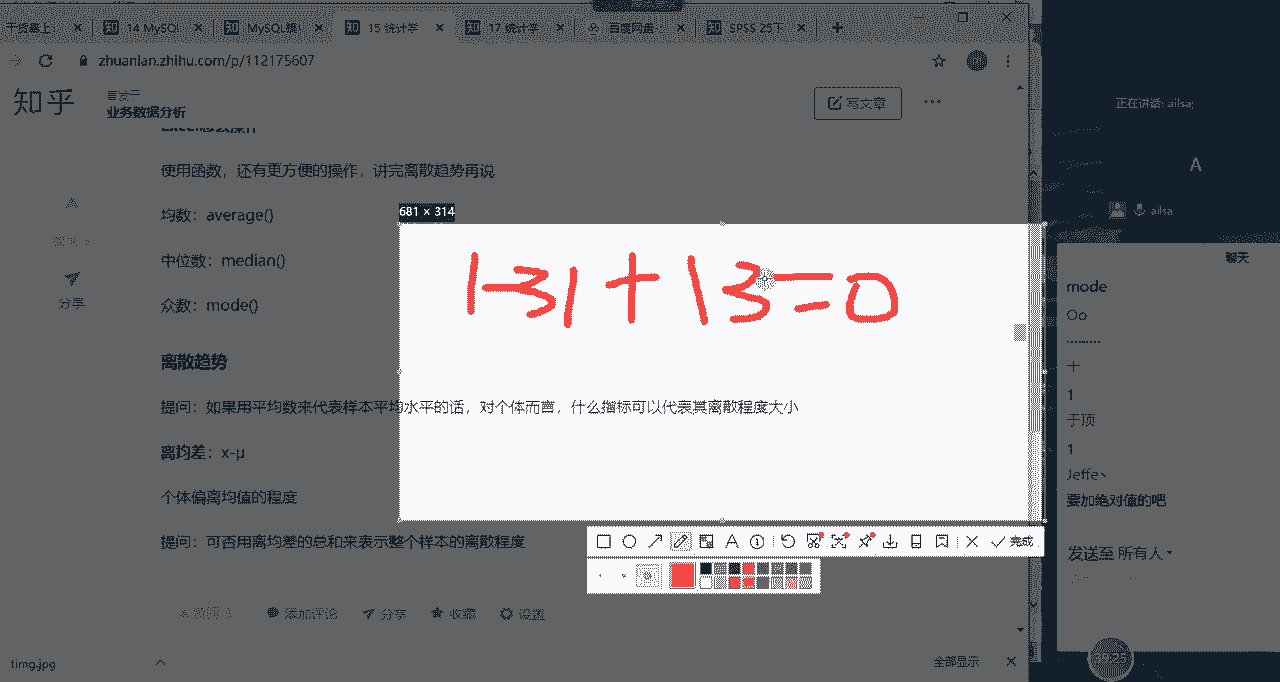 干货塞上
14 MySQL
MySQL
15 统计学
17 统计学
百度网盘
SPSS 25下
zhuanlan.zhihu.com/p/112175607
知乎
发于
业务数据分析
写文章
正在讲话: ailsa;
A
ailsa
使用函数，还有更方便的操作，讲完离散趋势再说
均数：average()
中位数：median()
众数：mode()
离散趋势
提问：如果用平均数来代表样本平均水平的话，对个体而言，什么指标可以代表其离散程度大小
离均差：x-μ
个体偏离均值的程度
提问：可否用离均差的总和来表示整个样本的离散程度
681 × 314
|-3|+|3=0
分享
聊天
mode
Oo
十
1
于顶
1
Jeffe
要加绝对值的吧
发送至 所有人
完成
添加评论
分享
收藏
设置
timg.jpg
全部显示
39:25